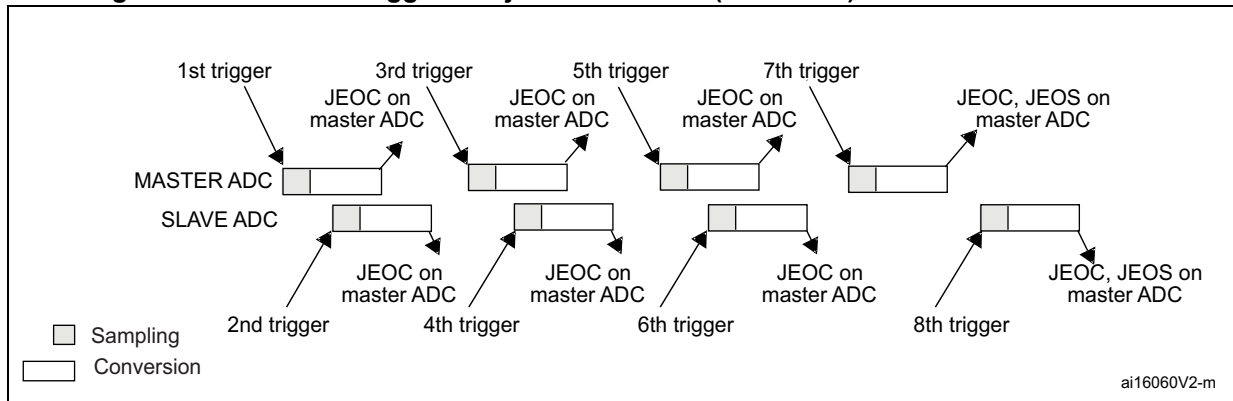 1st trigger
3rd trigger
5th trigger
7th trigger
JEOC on
master ADC
JEOC on
master ADC
JEOC on
master ADC
JEOC, JEOS on
master ADC
MASTER ADC
SLAVE ADC
JEOC on
master ADC
JEOC on
master ADC
JEOC on
master ADC
JEOC, JEOS on
master ADC
2nd trigger
4th trigger
6th trigger
8th trigger
Sampling
Conversion
ai16060V2-m